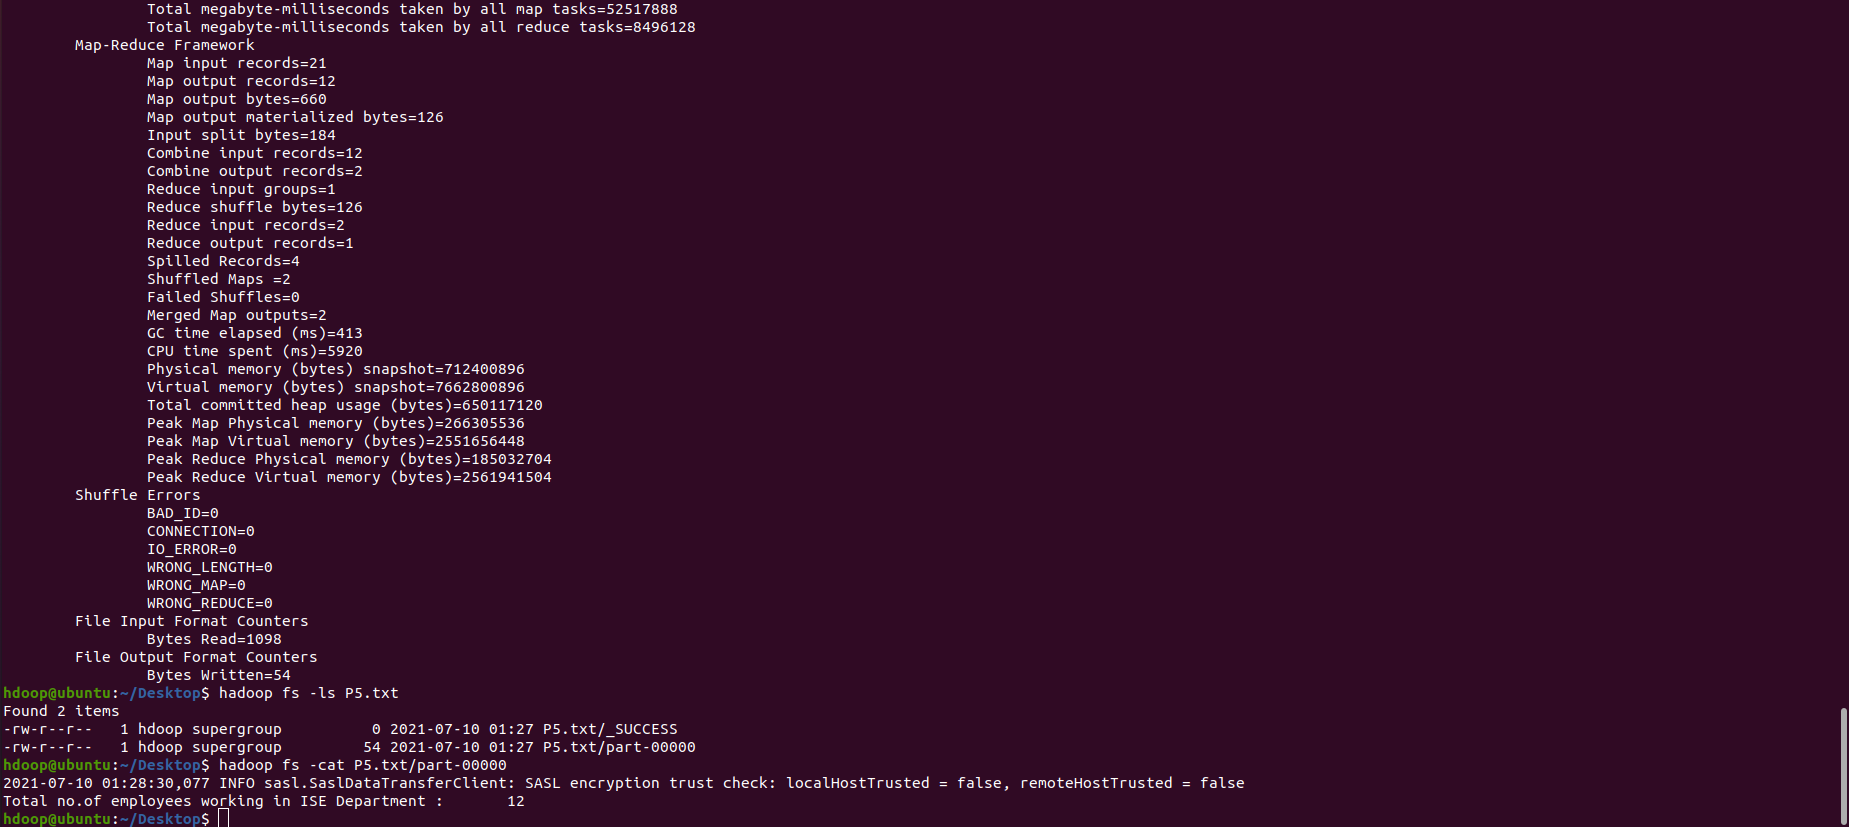 Total megabyte-milliseconds taken by all map tasks=52517888
Total megabyte-milliseconds taken by all reduce tasks=8496128
Map-Reduce Framework
Map input records=21
Map output records=12
Map output bytes=660
Map output materialized bytes=126
Input split bytes=184
Combine input records=12
Combine output records=2
Reduce input groups=1
Reduce shuffle bytes=126
Reduce input records=2
Reduce output records=1
Spilled Records=4
Shuffled Maps =2
Failed Shuffles=0
Merged Map outputs=2
GC time elapsed (ms)=413
CPU time spent (ms)=5920
Physical memory (bytes) snapshot=712400896
Virtual memory (bytes) snapshot=7662800896
Total committed heap usage (bytes)=650117120
Peak Map Physical memory (bytes)=266305536
Peak Map Virtual memory (bytes)=2551656448
Peak Reduce Physical memory (bytes)=185032704
Peak Reduce Virtual memory (bytes)=2561941504
Shuffle Errors
BAD_ID=0
CONNECTION=0
IO_ERROR=0
WRONG_LENGTH=0
WRONG_MAP=0
WRONG_REDUCE=0
File Input Format Counters
Bytes Read=1098
File Output Format Counters
Bytes Written=54
hdoop@ubuntu:~/Desktop$ hadoop fs -ls P5.txt
Found 2 items
-rw-r--r--   1 hdoop supergroup          0 2021-07-10 01:27 P5.txt/_SUCCESS
-rw-r--r--   1 hdoop supergroup         54 2021-07-10 01:27 P5.txt/part-00000
hdoop@ubuntu:~/Desktop$ hadoop fs -cat P5.txt/part-00000
2021-07-10 01:28:30,077 INFO sasl.SaslDataTransferClient: SASL encryption trust check: localHostTrusted = false, remoteHostTrusted = false
Total no.of employees working in ISE Department :       12
hdoop@ubuntu:~/Desktop$